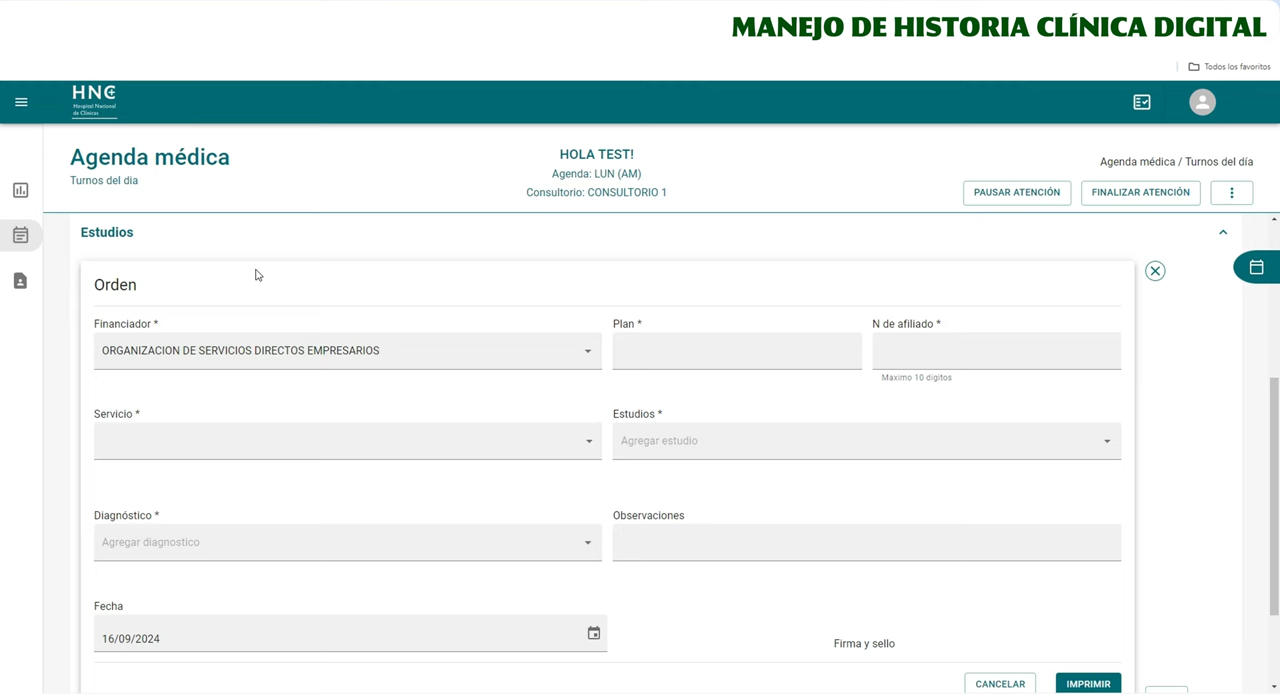 MANEJO DE HISTORIA CLÍNICA DIGITAL
Todos los favoritos
HNC
Hospital Nacional
de Clínicas
Agenda médica
Turnos del dia
HOLA TEST!
Agenda: LUN (AM)
Consultorio: CONSULTORIO 1
Agenda médica / Turnos del día
PAUSAR ATENCIÓN
FINALIZAR ATENCIÓN
Estudios
Orden
Financiador *
Plan *
N de afiliado *
ORGANIZACION DE SERVICIOS DIRECTOS EMPRESARIOS
Maximo 10 digitos
Servicio *
Estudios *
Agregar estudio
Diagnóstico *
Observaciones
Agregar diagnostico
Fecha
16/09/2024
Firma y sello
CANCELAR
IMPRIMIR